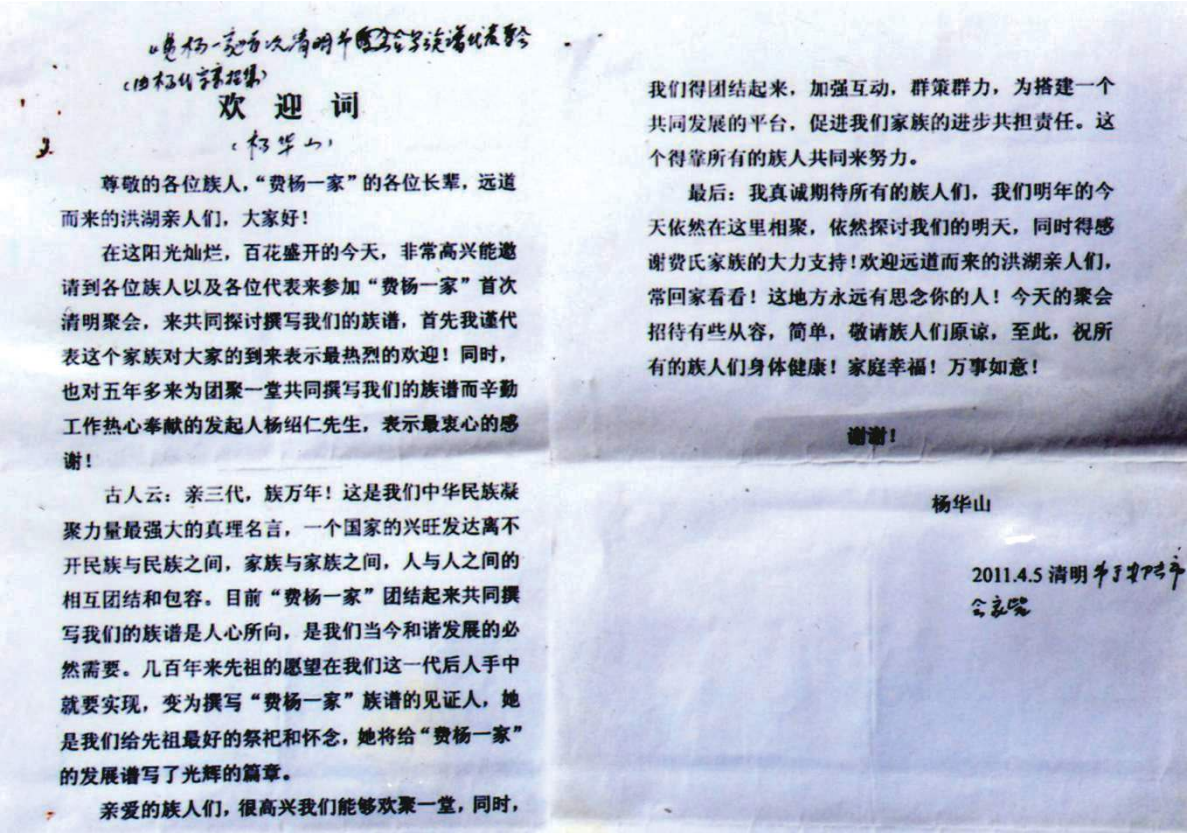 欢迎词
（杨华山）
尊敬的各位族人，“费杨一家”的各位长辈，远道
而来的洪湖亲人们，大家好！
在这阳光灿烂，百花盛开的今天，非常高兴能邀
请到各位族人以及各位代表来参加“费杨一家”首次
清明聚会，来共同探讨撰写我们的族谱，首先我谨代
表这个家族对大家的到来表示最热烈的欢迎！同时，
也对五年多来为团聚一堂共同撰写我们的族谱而辛勤
工作热心奉献的发起人杨绍仁先生，表示最衷心的感
谢！
古人云：亲三代，族万年！这是我们中华民族凝
聚力量最强大的真理名言，一个国家的兴旺发达离不
开民族与民族之间，家族与家族之间，人与人之间的
相互团结和包容。目前“费杨一家”团结起来共同撰
写我们的族谱是人心所向，是我们当今和谐发展的必
然需要。几百年来先祖的愿望在我们这一代后人手中
就要实现，变为撰写“费杨一家”族谱的见证人，她
是我们给先祖最好的祭祀和怀念，她将给“费杨一家”
的发展谱写了光辉的篇章。
亲爱的族人们，很高兴我们能够欢聚一堂，同时，
我们得团结起来，加强互动，群策群力，为搭建一个
共同发展的平台，促进我们家族的进步共担责任。这
个得靠所有的族人共同来努力。
最后：我真诚期待所有的族人们，我们明年的今
天依然在这里相聚，依然探讨我们的明天，同时得感
谢费氏家族的大力支持！欢迎远道而来的洪湖亲人们，
常回家看看！这地方永远有思念你的人！今天的聚会
招待有些从容，简单，敬请族人们原谅，至此，祝所
有的族人们身体健康！家庭幸福！万事如意！
谢谢！
杨华山
2011.4.5 清明